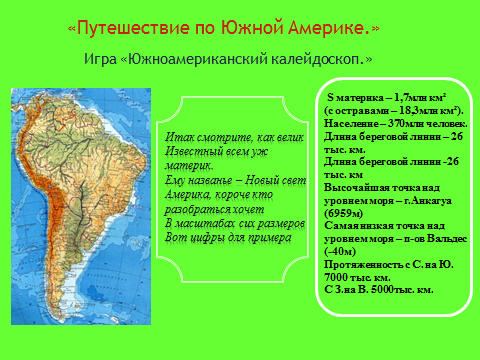 «Путешествие по Южной Америке.»
Игра «Южноамериканский калейдоскоп.»
Итак смотрите, как велик
Известный всем уж
материк.
Ему названье – Новый свет
Америка, короче кто
разобраться хочет
В масштабах сих размеров
Вот цифры для примера
S материка – 1,7млн км²
(с островами – 18,3млн км²).
Население – 370млн человек.
Длина береговой линии – 26
тыс. км.
Длина береговой линии -26
тыс. км
Высочайшая точка над
уровнем моря – г.Анкагуа
(6959м)
Самая низкая точка над
уровнем моря – п-ов Вальдес
(-40м)
Протяженность с С. на Ю.
7000 тыс. км.
С З.на В. 5000тыс. км.